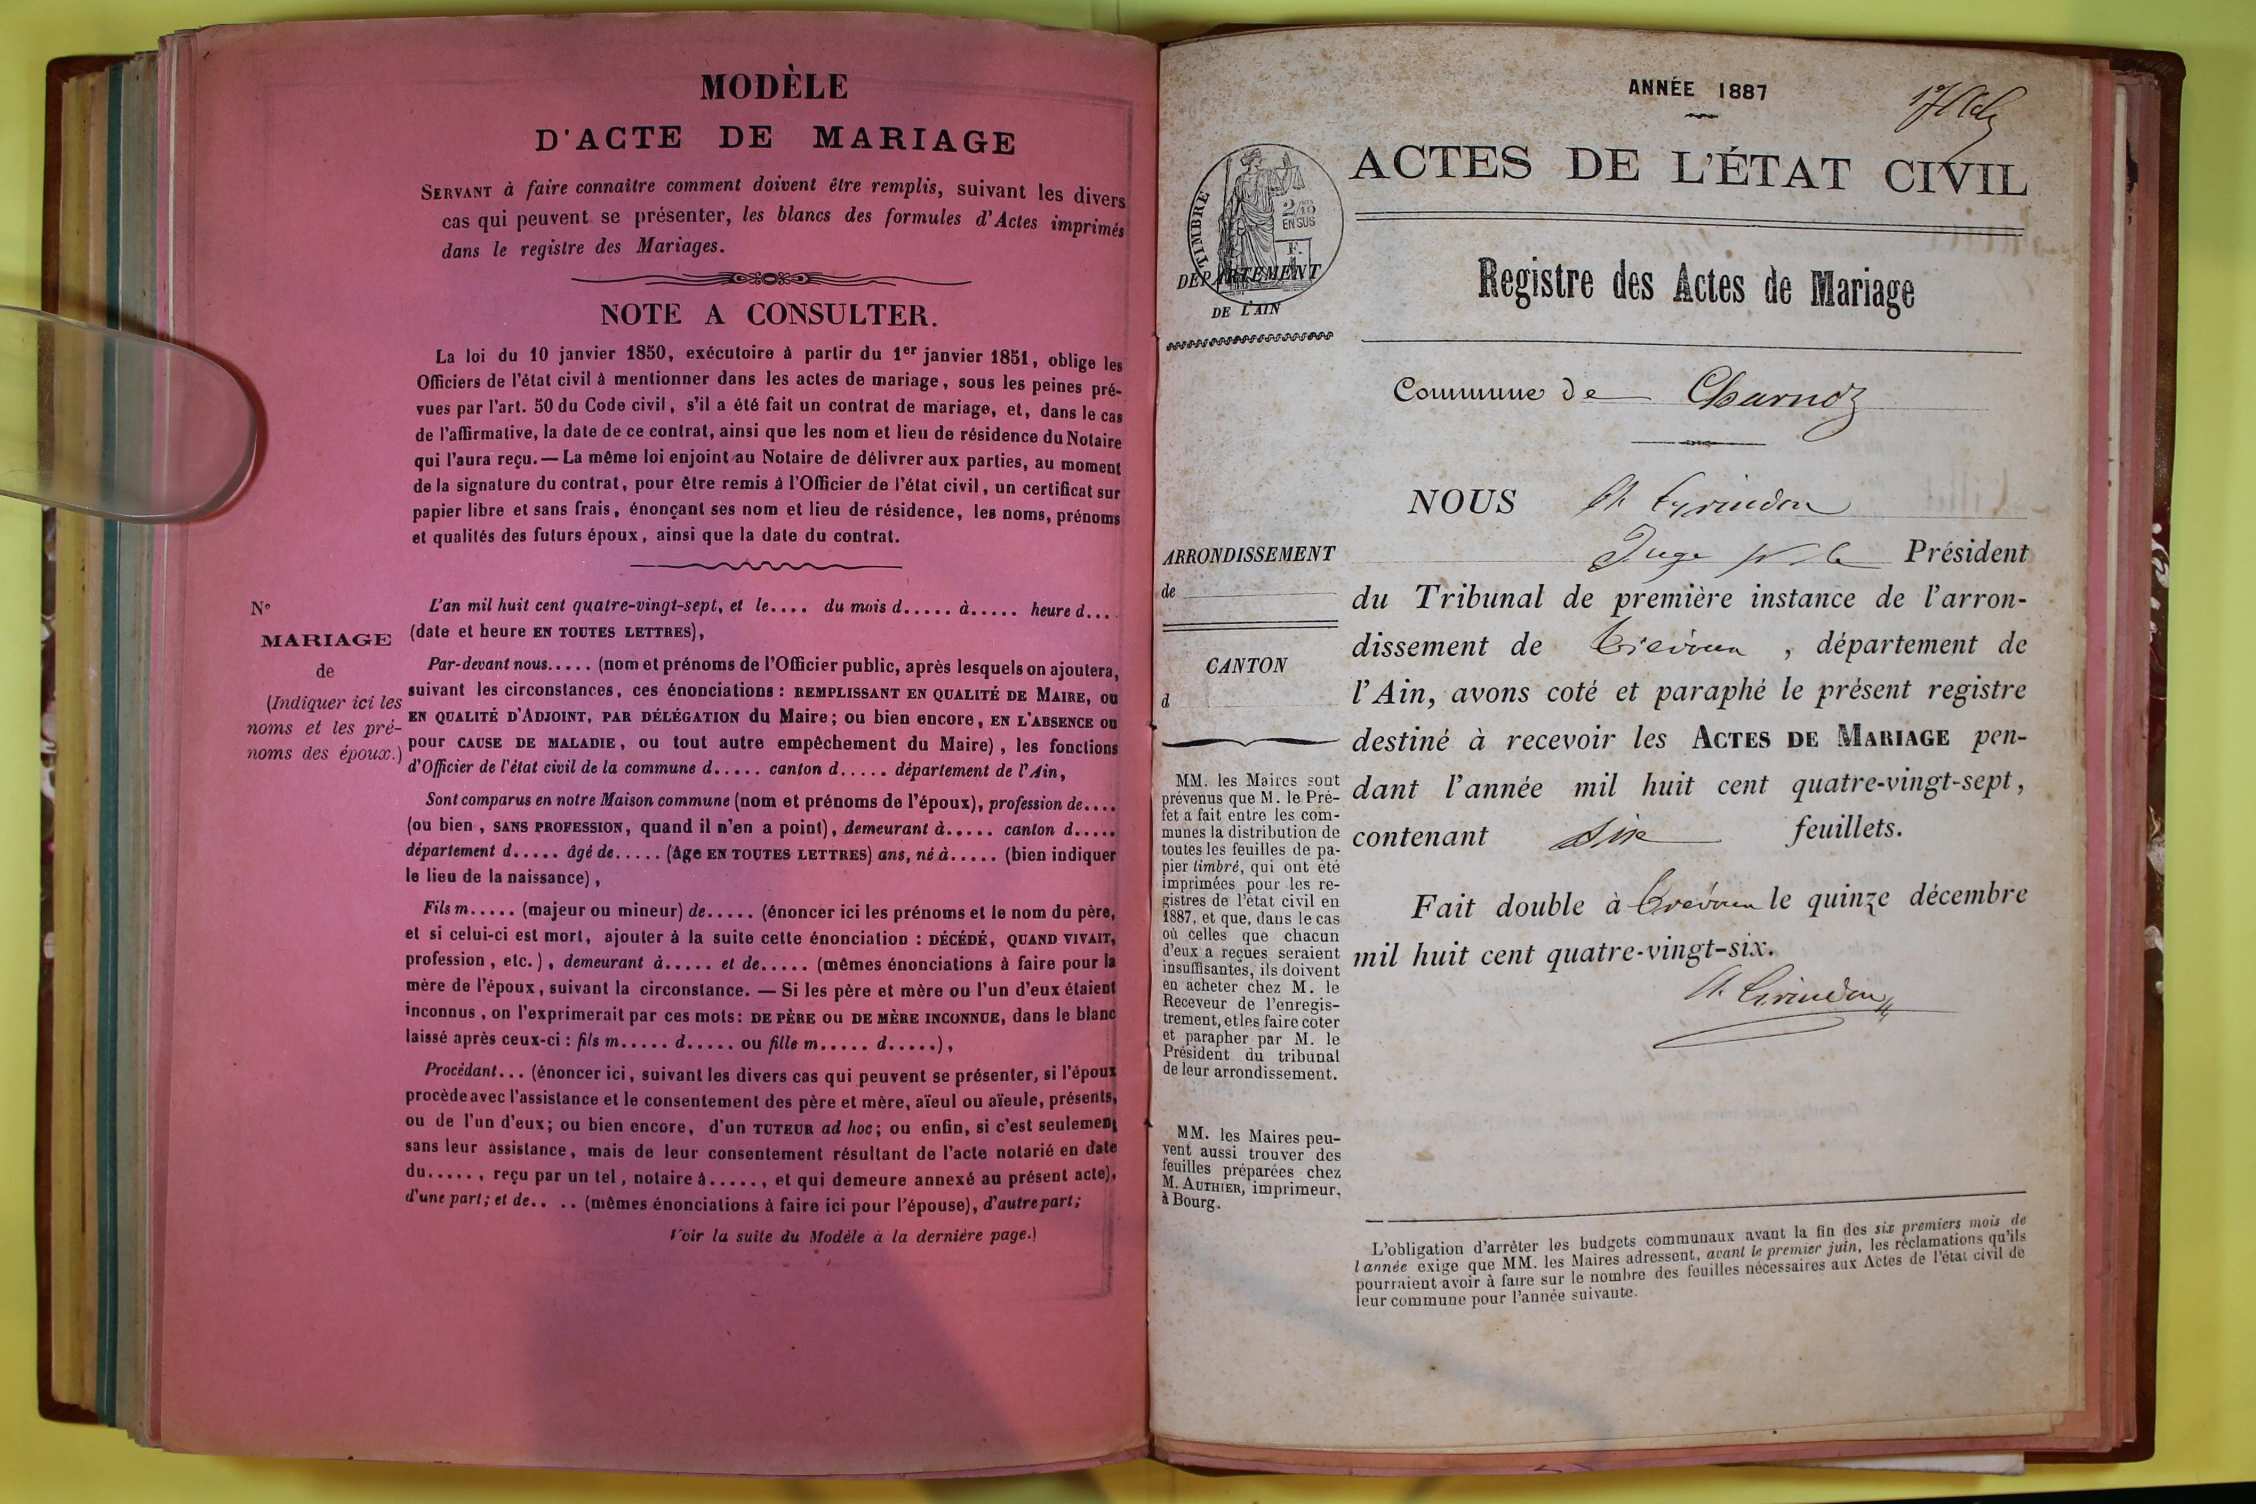 MODÈLE
D'ACTE DE MARIAGE
SERVANT à faire connaître comment doivent être remplis, suivant les divers
cas qui peuvent se présenter, les blancs des formules d'Actes imprimés
dans le registre des Mariages.
NOTE A CONSULTER.
La loi du 10 janvier 1850, exécutoire à partir du 1er janvier 1851, oblige les
Officiers de l'état civil à mentionner dans les actes de mariage, sous les peines pré-
vues par l'art. 50 du Code civil, s'il a été fait un contrat de mariage, et, dans le cas
de l'affirmative, la date de ce contrat, ainsi que les nom et lieu de résidence du Notaire
qui l'aura reçu. — La même loi enjoint au Notaire de délivrer aux parties, au moment
de la signature du contrat, pour être remis à l'Officier de l'état civil, un certificat sur
papier libre et sans frais, énonçant ses nom et lieu de résidence, les noms, prénoms
et qualités des futurs époux, ainsi que la date du contrat.
N°
MARIAGE
de
(Indiquer ici les
noms et les pré-
noms des époux.)
L'an mil huit cent quatre-vingt-sept, et le.... du mois d..... à..... heure d....
(date et heure EN TOUTES LETTRES),
Par-devant nous..... (nom et prénoms de l'Officier public, après lesquels on ajoutera,
suivant les circonstances, ces énonciations : REMPLISSANT EN QUALITÉ DE MAIRE, ou
EN QUALITÉ D'ADJOINT, PAR DÉLÉGATION du Maire; ou bien encore, EN L'ABSENCE ou
pour CAUSE DE MALADIE, ou tout autre empêchement du Maire), les fonctions
d'Officier de l'état civil de la commune d..... canton d..... département de l'Ain,
Sont comparus en notre Maison commune (nom et prénoms de l'époux), profession de....
(ou bien, SANS PROFESSION, quand il n'en a point), demeurant à..... canton d.....
département d..... âgé de..... (âge EN TOUTES LETTRES) ans, né à..... (bien indiquer
le lieu de la naissance),
Fils m..... (majeur ou mineur) de..... (énoncer ici les prénoms et le nom du père,
et si celui-ci est mort, ajouter à la suite cette énonciation : DÉCÉDÉ, QUAND VIVAIT,
profession, etc.), demeurant à..... et de..... (mêmes énonciations à faire pour la
mère de l'époux, suivant la circonstance. — Si les père et mère ou l'un d'eux étaient
inconnus, on l'exprimerait par ces mots: DE PÈRE ou DE MÈRE INCONNUE, dans le blanc
laissé après ceux-ci : fils m..... d..... ou fille m..... d.....),
Procédant... (énoncer ici, suivant les divers cas qui peuvent se présenter, si l'époux
procède avec l'assistance et le consentement des père et mère, aïeul ou aïeule, présents,
ou de l'un d'eux; ou bien encore, d'un TUTEUR ad hoc; ou enfin, si c'est seulement
sans leur assistance, mais de leur consentement résultant de l'acte notarié en date
du....., reçu par un tel, notaire à....., et qui demeure annexé au présent acte),
d'une part; et de.. .. (mêmes énonciations à faire ici pour l'épouse), d'autre part;
Voir la suite du Modèle à la dernière page.)
ANNÉE 1887
ACTES DE L'ÉTAT CIVIL
TIMBRE
2/10
EN SUS
F.
DÉPARTEMENT
DE L'AIN
Registre des Actes de Mariage
Commune de Charnoz
NOUS
Juge Président
du Tribunal de première instance de l'arron-
dissement de Trévoux, département de
l'Ain, avons coté et paraphé le présent registre
destiné à recevoir les ACTES DE MARIAGE pen-
dant l'année mil huit cent quatre-vingt-sept,
contenant six feuillets.
Fait double à Trévoux le quinze décembre
mil huit cent quatre-vingt-six.
ARRONDISSEMENT
de
CANTON
d
MM. les Maires sont
prévenus que M. le Pré-
fet a fait entre les com-
munes la distribution de
toutes les feuilles de pa-
pier timbré, qui ont été
imprimées pour les re-
gistres de l'état civil en
1887, et que, dans le cas
où celles que chacun
d'eux a reçues seraient
insuffisantes, ils doivent
en acheter chez M. le
Receveur de l'enregis-
trement, et les faire coter
et parapher par M. le
Président du tribunal
de leur arrondissement.
MM. les Maires peu-
vent aussi trouver des
feuilles préparées chez
M. AUTHIER, imprimeur,
à Bourg.
L'obligation d'arrêter les budgets communaux avant la fin des six premiers mois de
l'année exige que MM. les Maires adressent, avant le premier juin, les réclamations qu'ils
pourraient avoir à faire sur le nombre des feuilles nécessaires aux Actes de l'état civil de
leur commune pour l'année suivante.